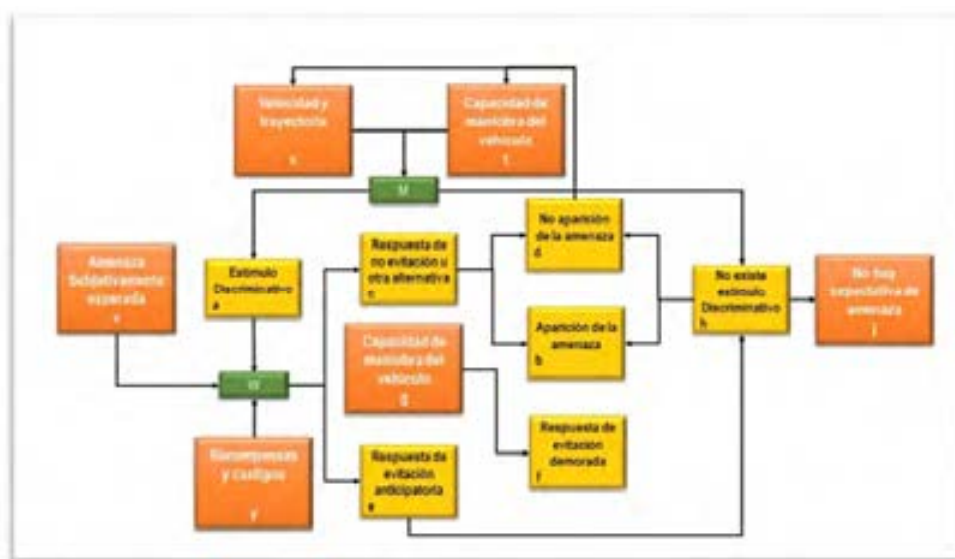 Velocidad y
trayectoria
s
Capacidad de
maniobra del
vehículo
t
M
No aparición
de la amenaza
d
Respuesta de
no evitación u
otra alternativa
c
Estímulo
Discriminativo
a
Amenaza
Subjetivamente
esperada
x
No existe
estímulo
Discriminativo
h
No hay
expectativa de
amenaza
j
Aparición de la
amenaza
b
Capacidad de
maniobra del
vehículo
g
W
Respuesta de
evitación
demorada
f
Respuesta de
evitación
anticipatoria
e
Recompensas
y castigos
y